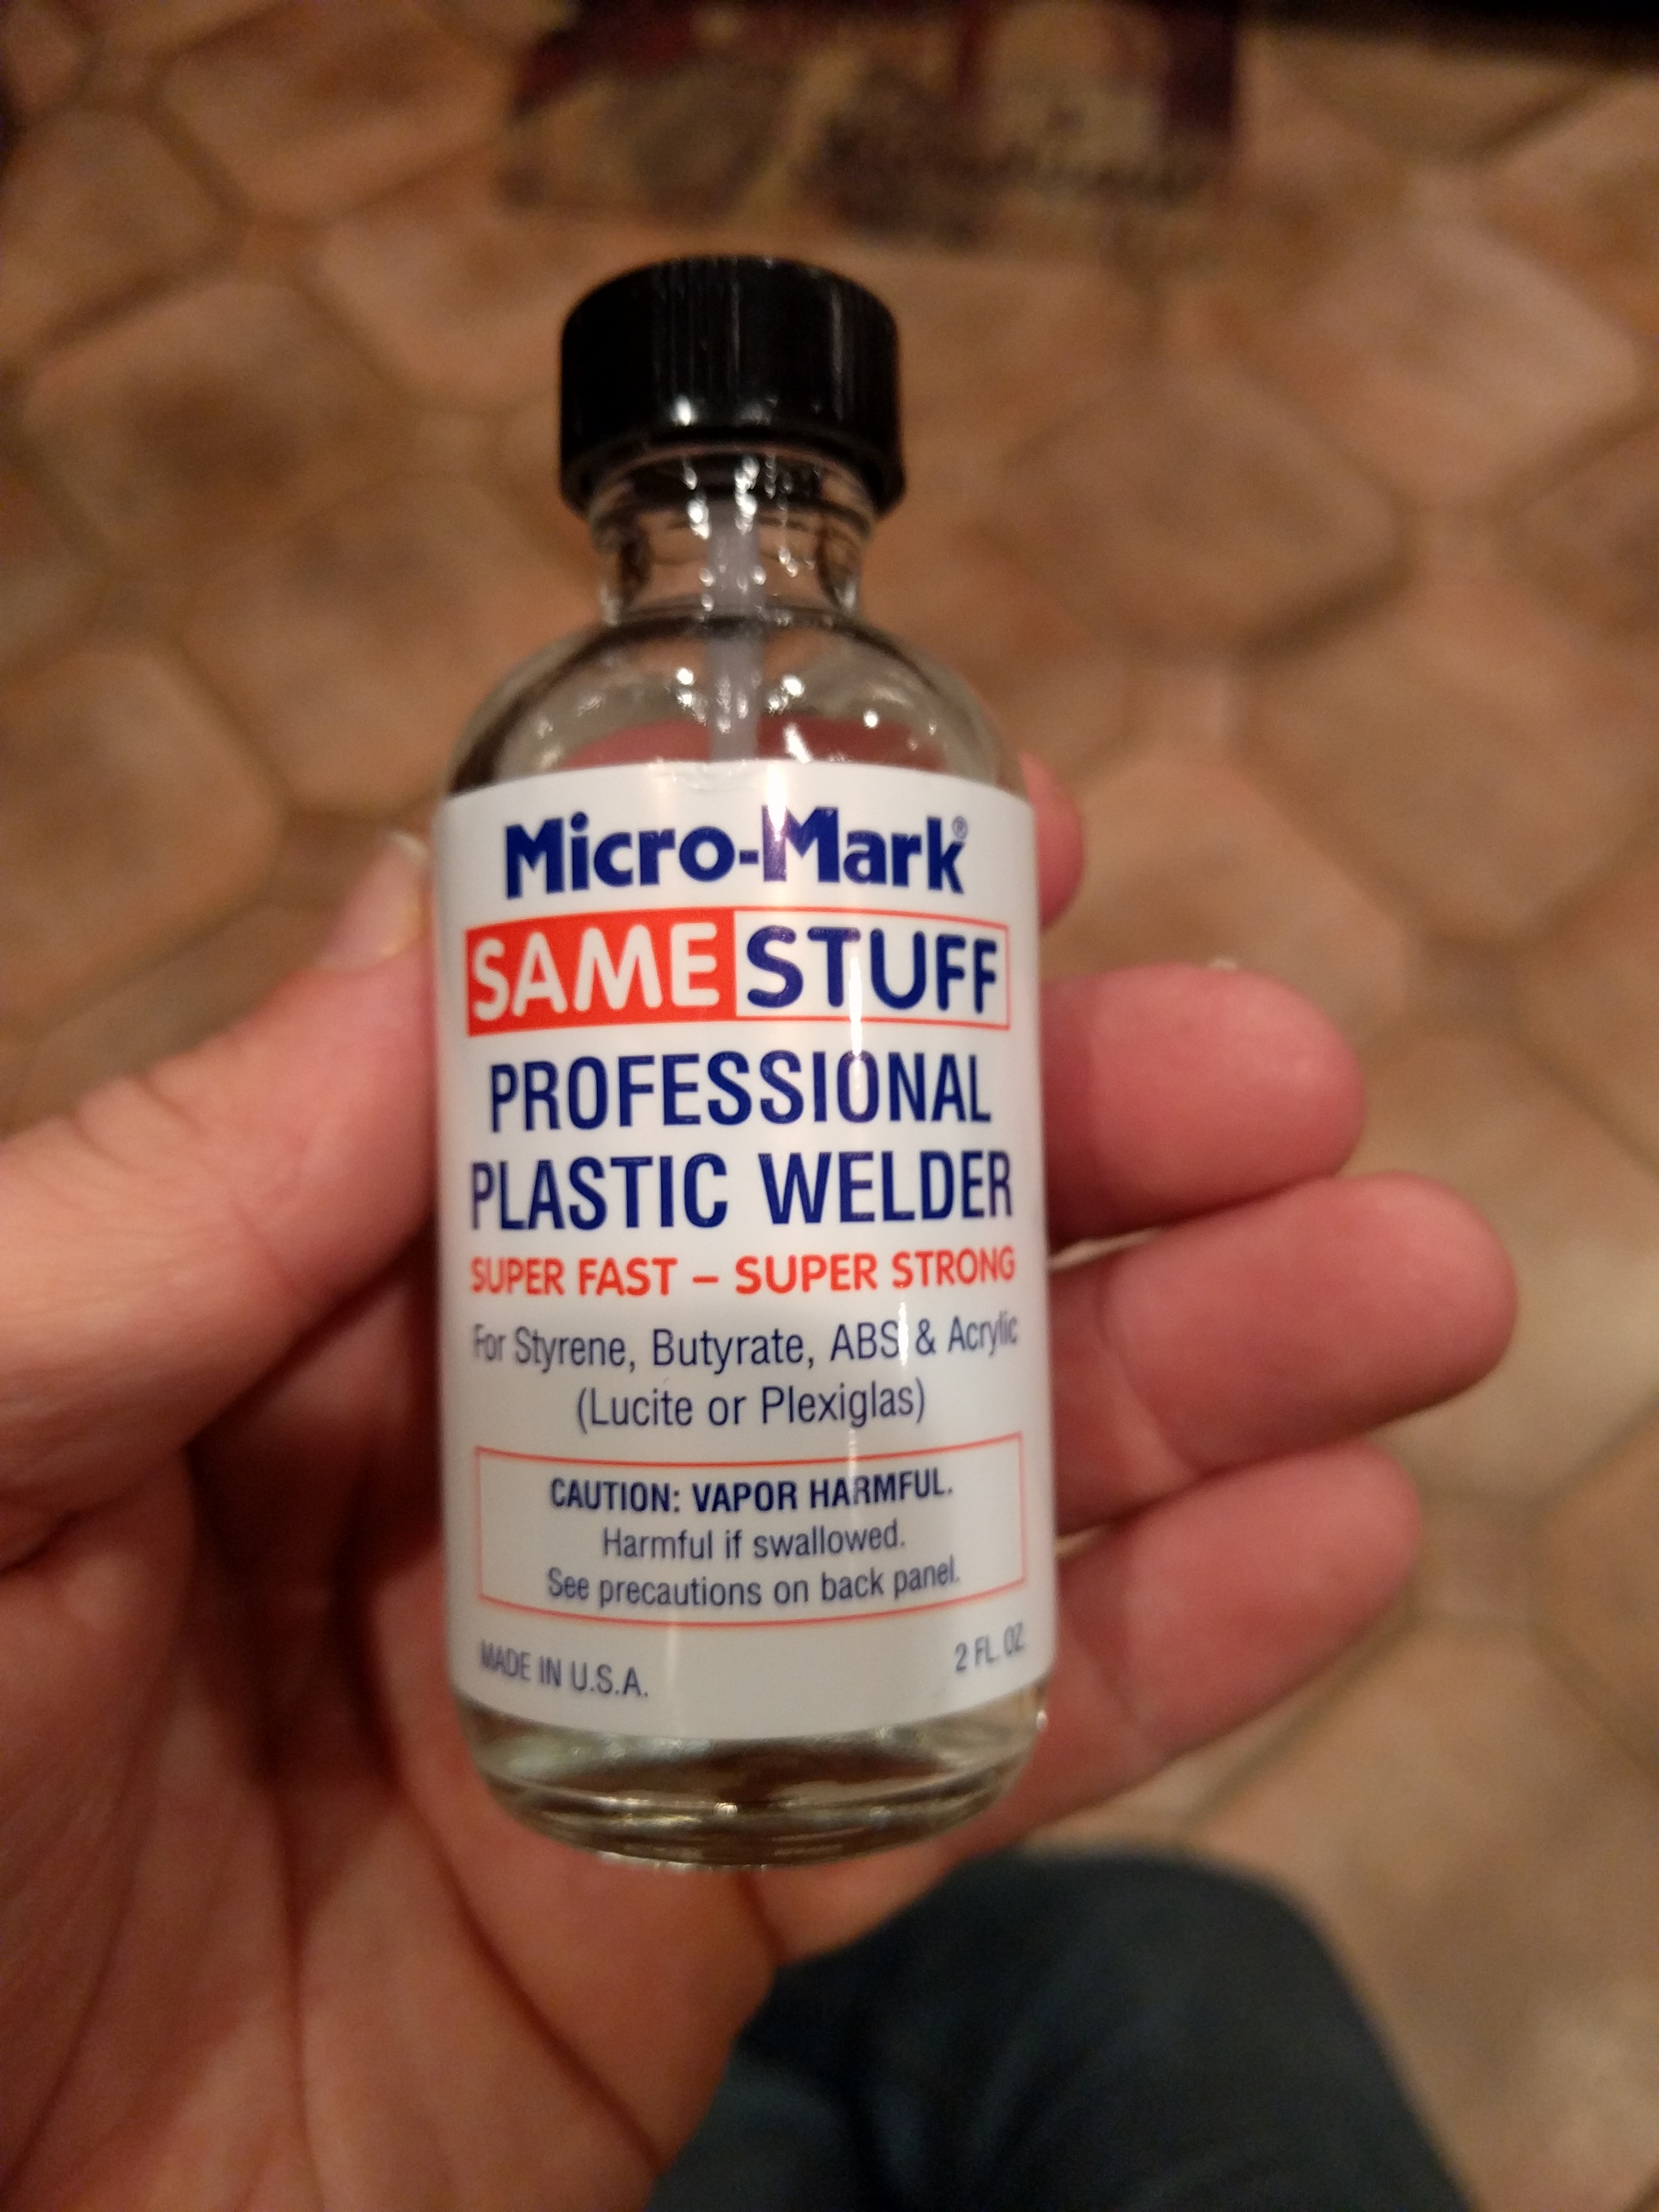 Micro-Mark®
SAME STUFF
PROFESSIONAL
PLASTIC WELDER
SUPER FAST – SUPER STRONG
For Styrene, Butyrate, ABS & Acrylic
(Lucite or Plexiglas)
CAUTION: VAPOR HARMFUL.
Harmful if swallowed.
See precautions on back panel.
MADE IN U.S.A. 2 FL. OZ.